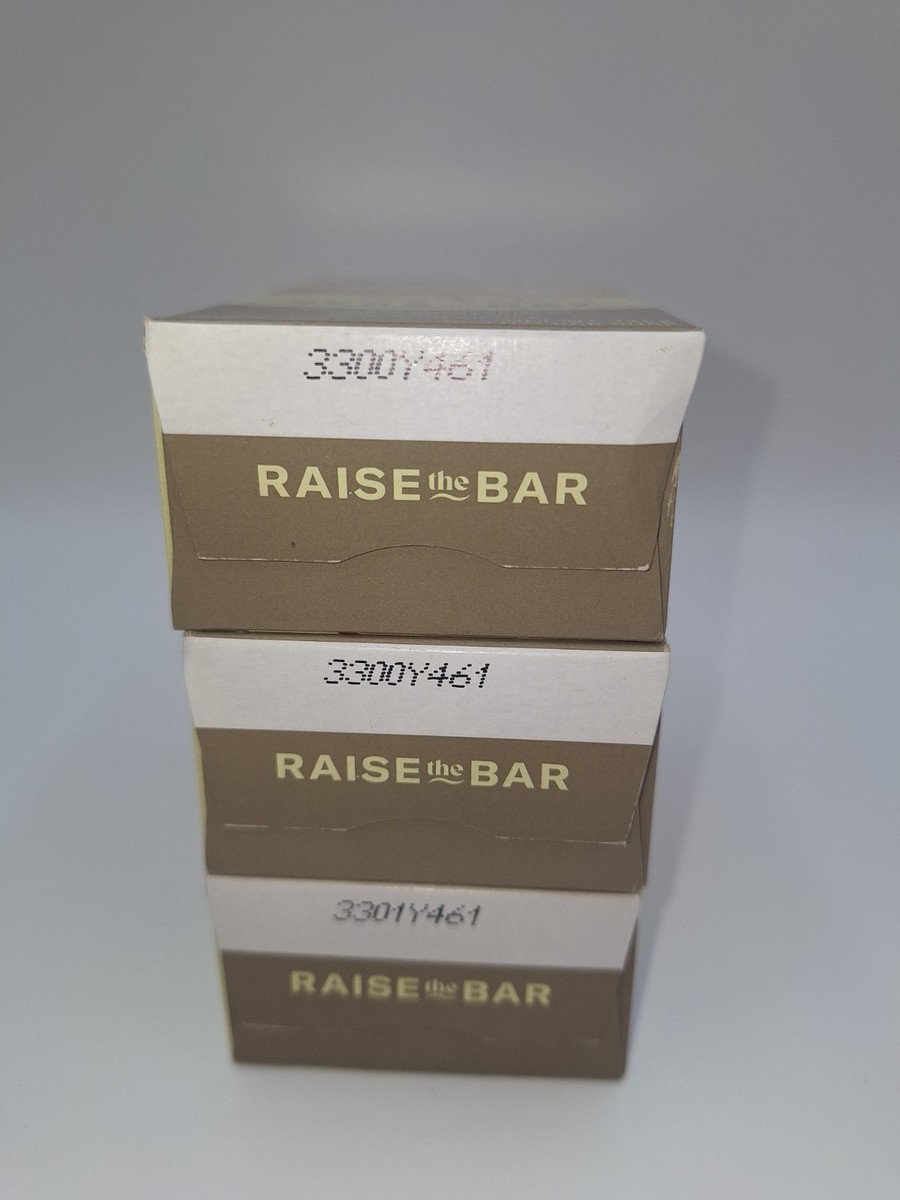 3300Y461
RAISE the BAR
3300Y461
RAISE the BAR
3301Y461
RAISE the BAR